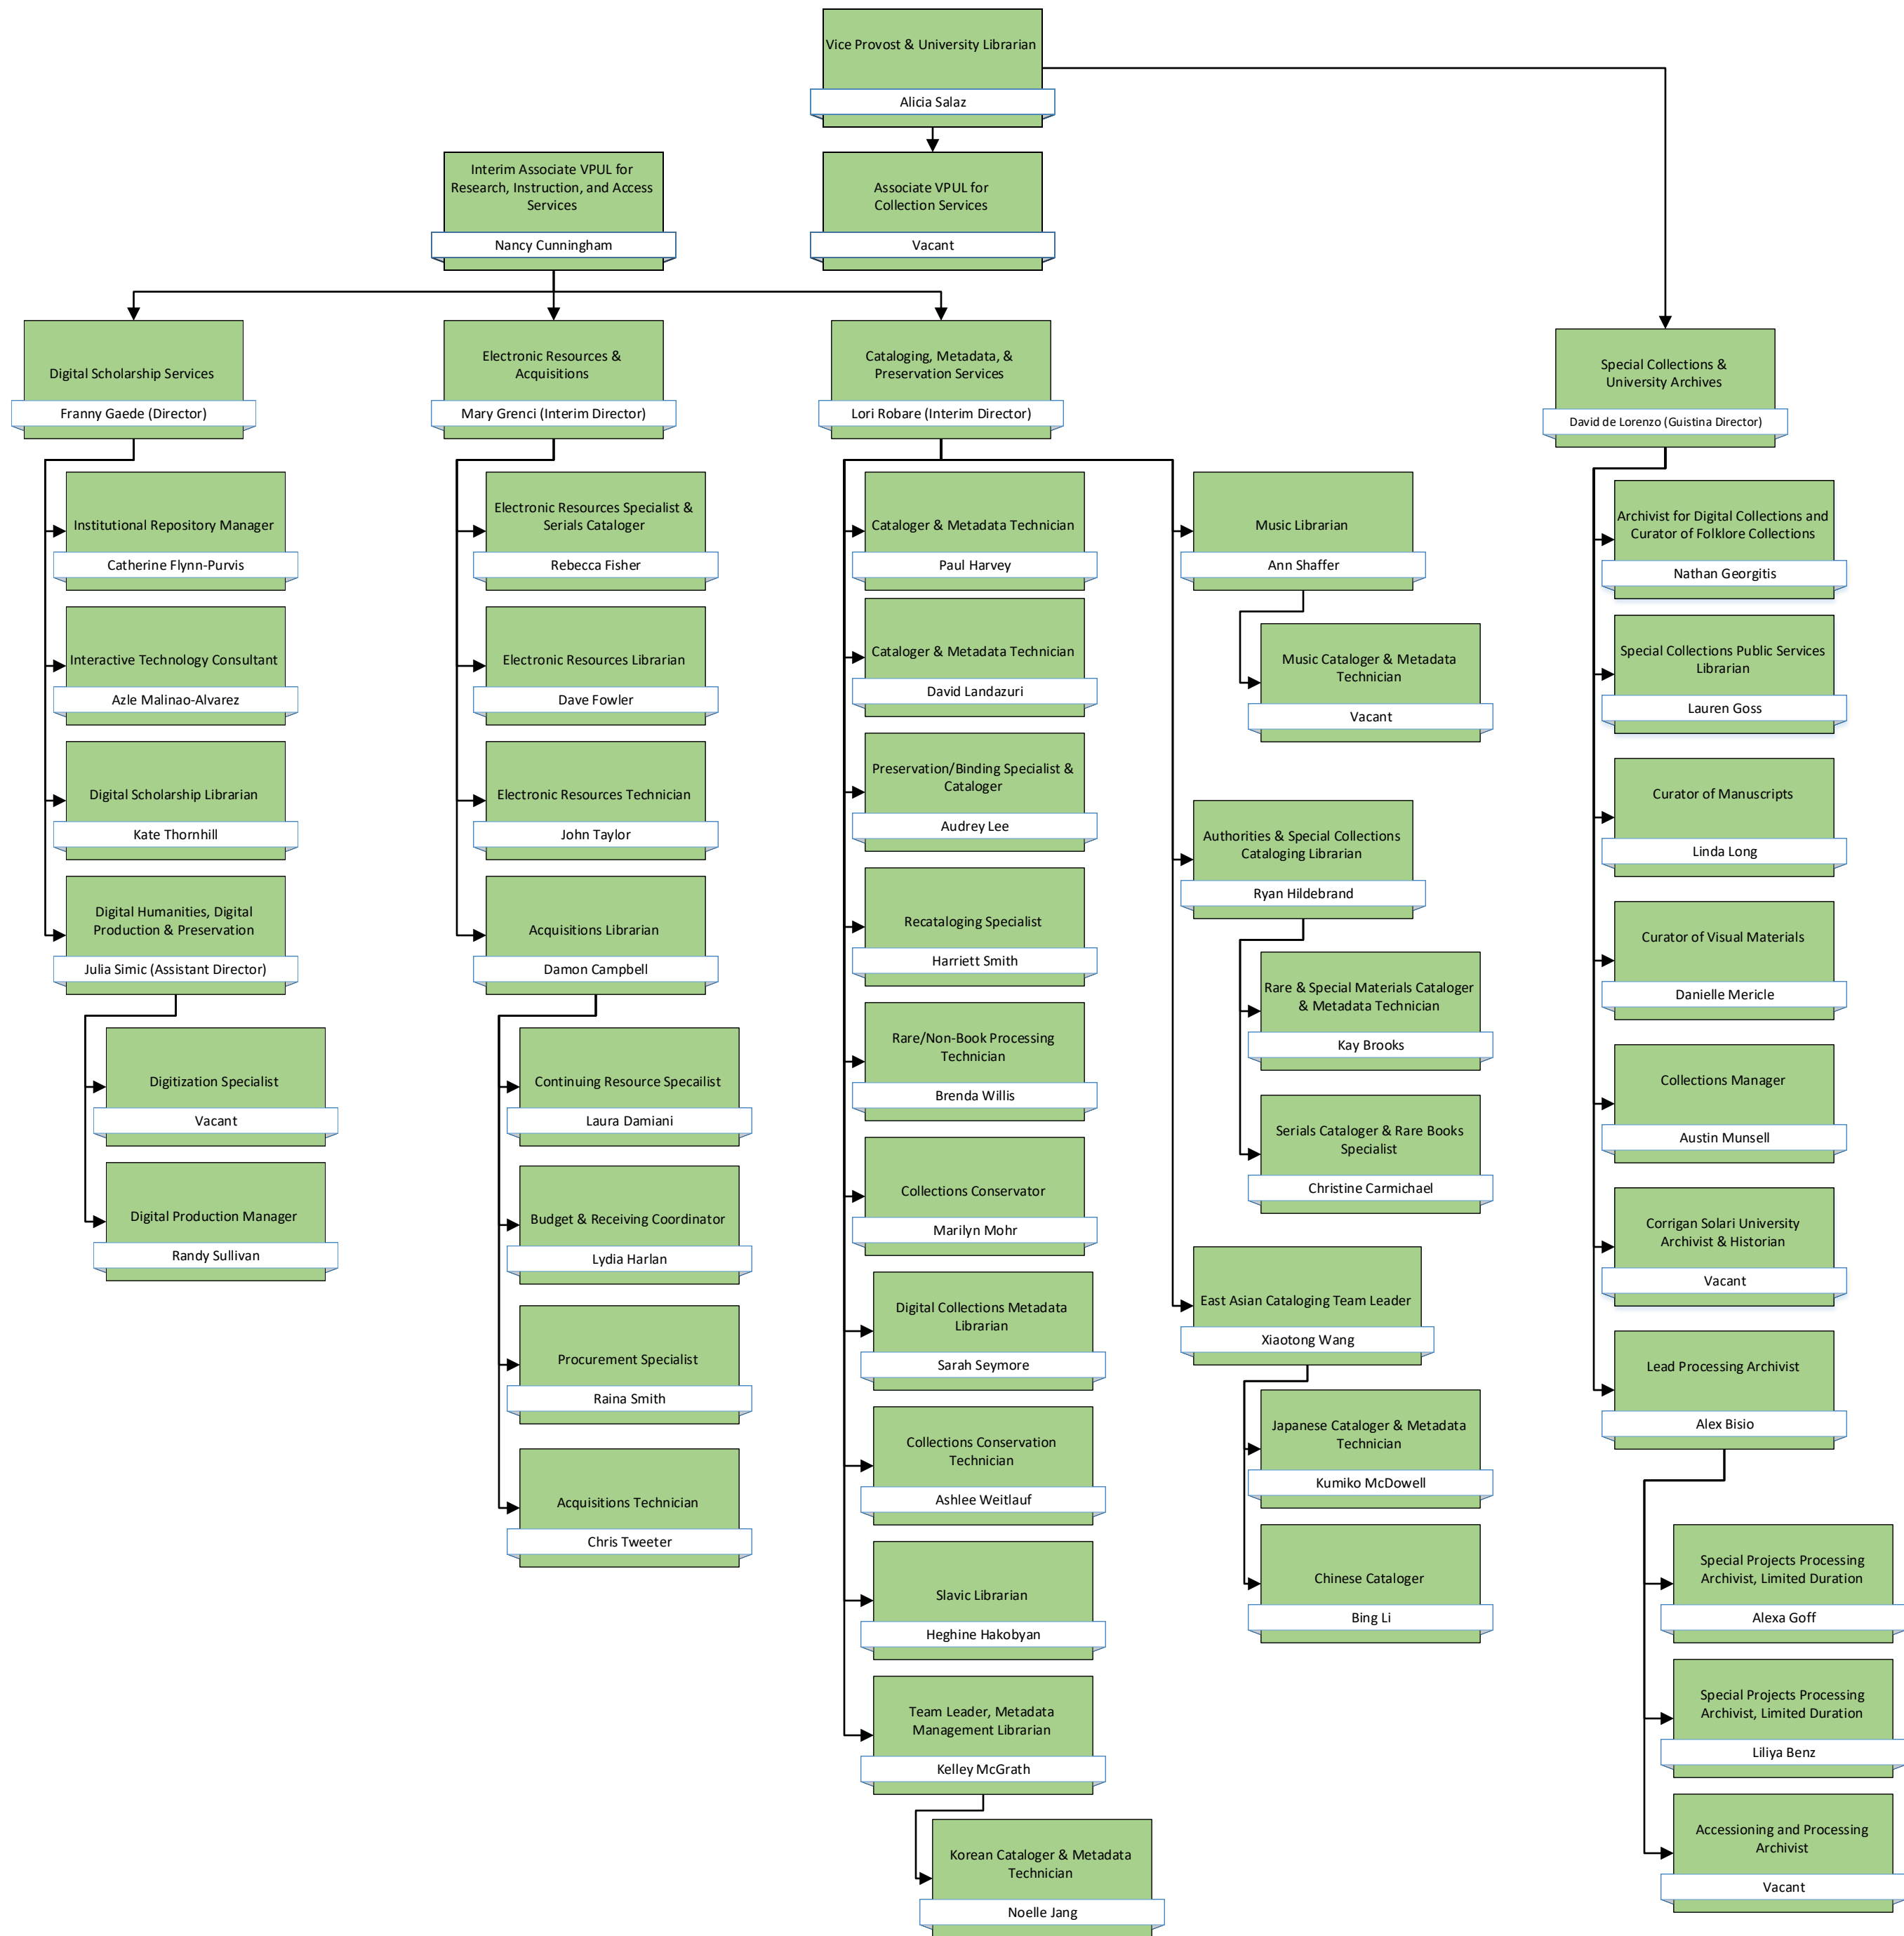 Vice Provost & University Librarian
Alicia Salaz
Interim Associate VPUL for
Research, Instruction, and Access
Services
Nancy Cunningham
Associate VPUL for
Collection Services
Vacant
Digital Scholarship Services
Franny Gaede (Director)
Institutional Repository Manager
Catherine Flynn-Purvis
Interactive Technology Consultant
Azle Malinao-Alvarez
Digital Scholarship Librarian
Kate Thornhill
Digital Humanities, Digital
Production & Preservation
Julia Simic (Assistant Director)
Digitization Specialist
Vacant
Digital Production Manager
Randy Sullivan
Electronic Resources &
Acquisitions
Mary Grenci (Interim Director)
Electronic Resources Specialist &
Serials Cataloger
Rebecca Fisher
Electronic Resources Librarian
Dave Fowler
Electronic Resources Technician
John Taylor
Acquisitions Librarian
Damon Campbell
Continuing Resource Specailist
Laura Damiani
Budget & Receiving Coordinator
Lydia Harlan
Procurement Specialist
Raina Smith
Acquisitions Technician
Chris Tweeter
Cataloging, Metadata, &
Preservation Services
Lori Robare (Interim Director)
Cataloger & Metadata Technician
Paul Harvey
Cataloger & Metadata Technician
David Landazuri
Preservation/Binding Specialist &
Cataloger
Audrey Lee
Recataloging Specialist
Harriett Smith
Rare/Non-Book Processing
Technician
Brenda Willis
Collections Conservator
Marilyn Mohr
Digital Collections Metadata
Librarian
Sarah Seymore
Collections Conservation
Technician
Ashlee Weitlauf
Slavic Librarian
Heghine Hakobyan
Team Leader, Metadata
Management Librarian
Kelley McGrath
Korean Cataloger & Metadata
Technician
Noelle Jang
Music Librarian
Ann Shaffer
Music Cataloger & Metadata
Technician
Vacant
Authorities & Special Collections
Cataloging Librarian
Ryan Hildebrand
Rare & Special Materials Cataloger
& Metadata Technician
Kay Brooks
Serials Cataloger & Rare Books
Specialist
Christine Carmichael
East Asian Cataloging Team Leader
Xiaotong Wang
Japanese Cataloger & Metadata
Technician
Kumiko McDowell
Chinese Cataloger
Bing Li
Special Collections &
University Archives
David de Lorenzo (Guistina Director)
Archivist for Digital Collections and
Curator of Folklore Collections
Nathan Georgitis
Special Collections Public Services
Librarian
Lauren Goss
Curator of Manuscripts
Linda Long
Curator of Visual Materials
Danielle Mericle
Collections Manager
Austin Munsell
Corrigan Solari University
Archivist & Historian
Vacant
Lead Processing Archivist
Alex Bisio
Special Projects Processing
Archivist, Limited Duration
Alexa Goff
Special Projects Processing
Archivist, Limited Duration
Liliya Benz
Accessioning and Processing
Archivist
Vacant